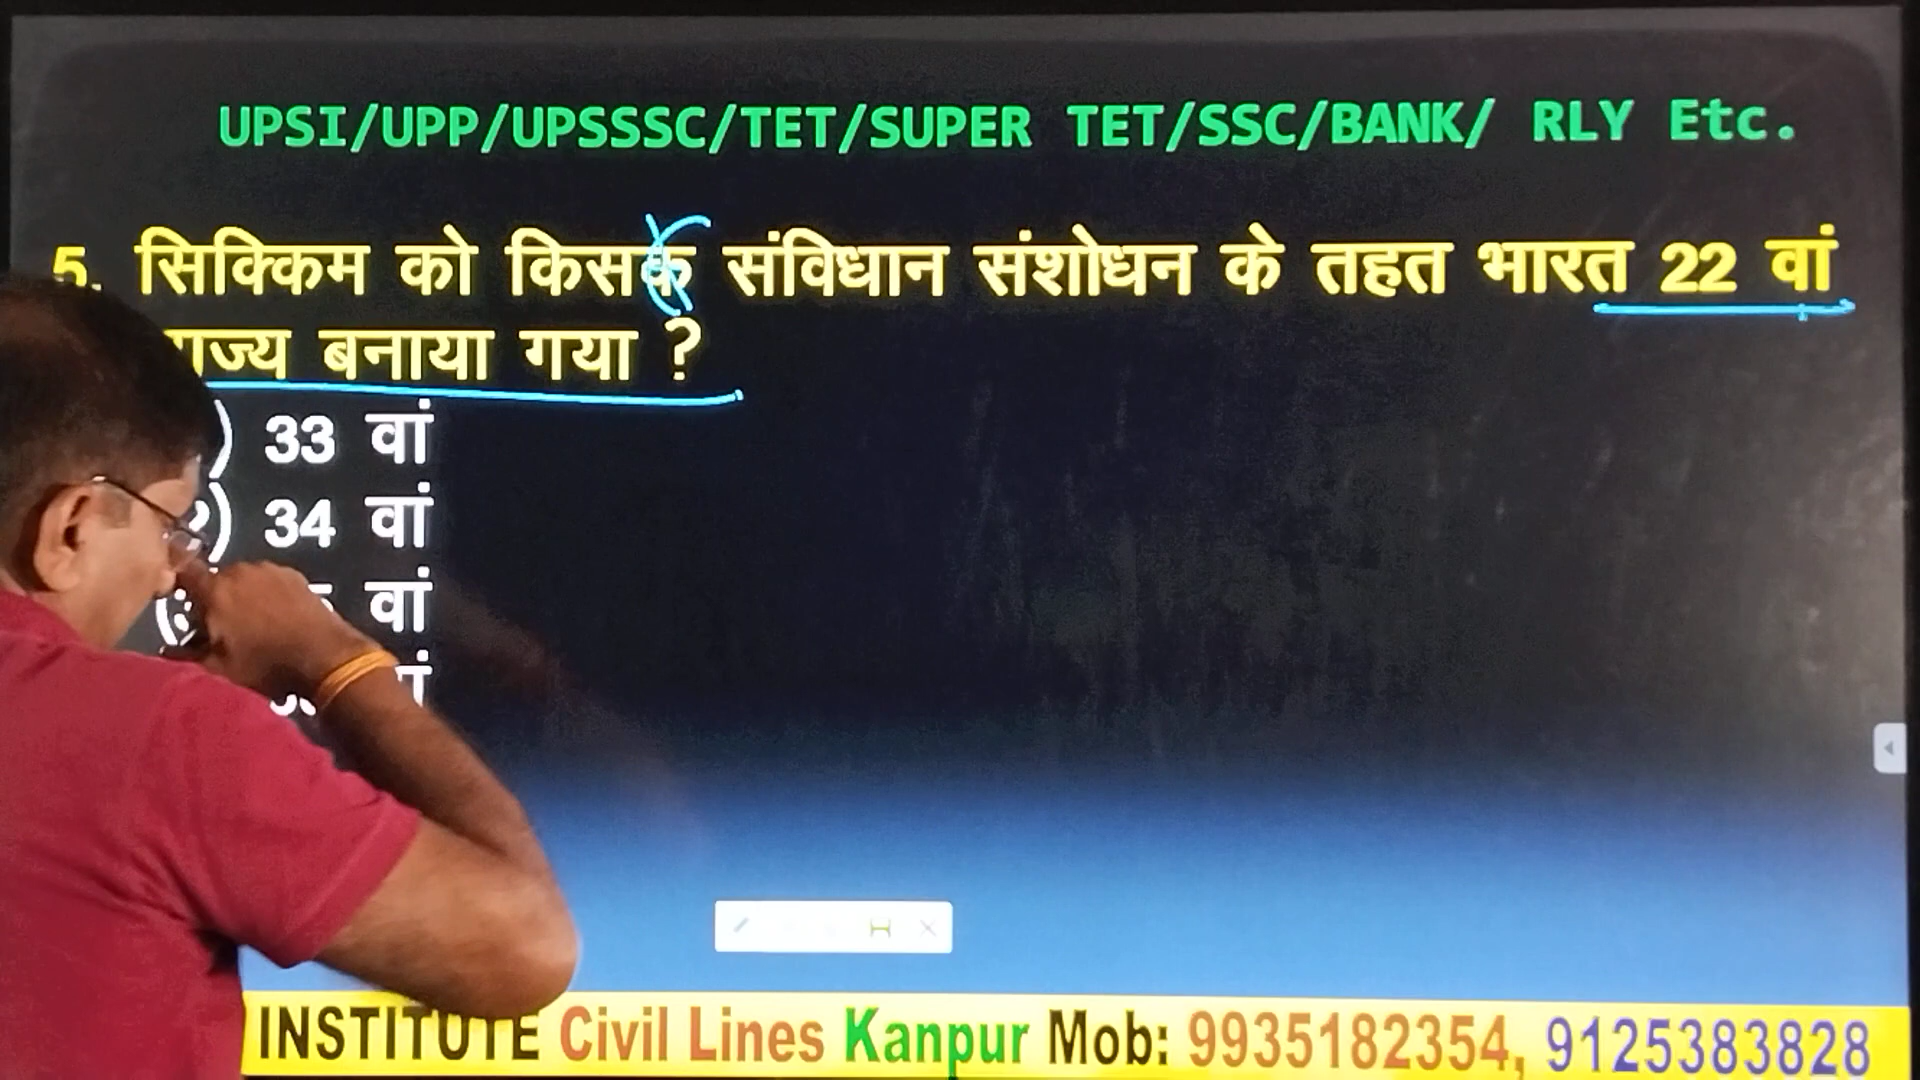 UPSI/UPP/UPSSSC/TET/SUPER TET/SSC/BANK/ RLY Etc.
5. सिक्किम को किसके संविधान संशोधन के तहत भारत 22 वां
राज्य बनाया गया ?
) 33 वां
) 34 वां
( वां
INSTITUTE Civil Lines Kanpur Mob: 9935182354, 9125383828